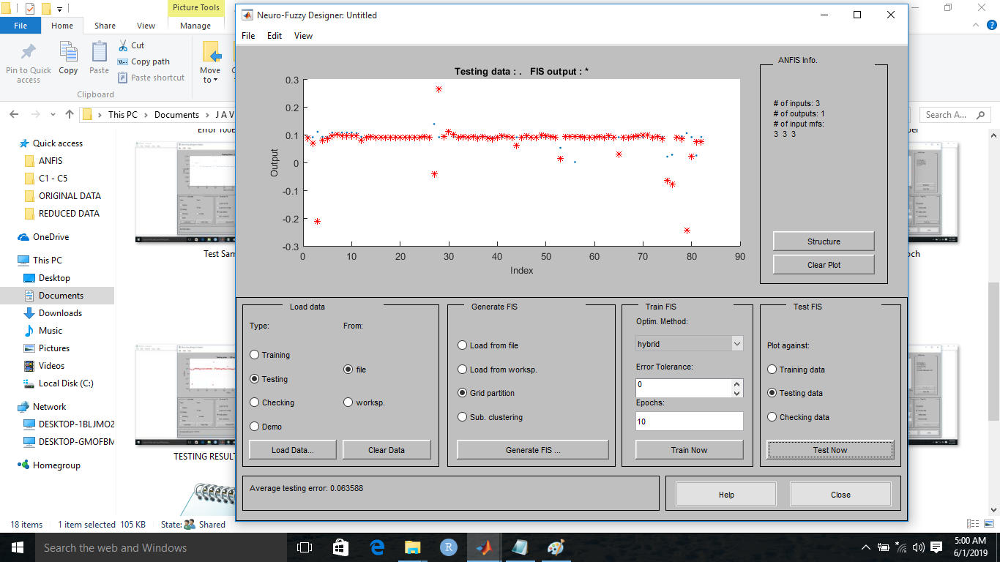 Picture Tools
File
Home
Share
View
Manage
Pin to Quick access
Copy
Paste
Cut
Copy path
Paste shortcut
Move to
Clipboard
This PC
Documents
J A V
Search A...
Quick access
ANFIS
C1 - C5
ORIGINAL DATA
REDUCED DATA
OneDrive
This PC
Desktop
Documents
Downloads
Music
Pictures
Videos
Local Disk (C:)
Network
DESKTOP-1BLJMO2
DESKTOP-GMOFBM
Homegroup
Error 100E
Test Sam
TESTING RESULT
18 items
1 item selected 105 KB
State:
Shared
Neuro-Fuzzy Designer: Untitled
File
Edit
View
Testing data : . FIS output : *
0.3
0.2
0.1
0
-0.1
-0.2
-0.3
Output
0 10 20 30 40 50 60 70 80 90
Index
ANFIS Info.
# of inputs: 3
# of outputs: 1
# of input mfs:
3 3 3
Structure
Clear Plot
Load data
Type:
From:
Training
Testing
file
Checking
worksp.
Demo
Load Data...
Clear Data
Generate FIS
Load from file
Load from worksp.
Grid partition
Sub. clustering
Generate FIS ...
Train FIS
Optim. Method:
hybrid
Error Tolerance:
0
Epochs:
10
Train Now
Test FIS
Plot against:
Training data
Testing data
Checking data
Test Now
Average testing error: 0.063588
Help
Close
Search the web and Windows
5:00 AM
6/1/2019